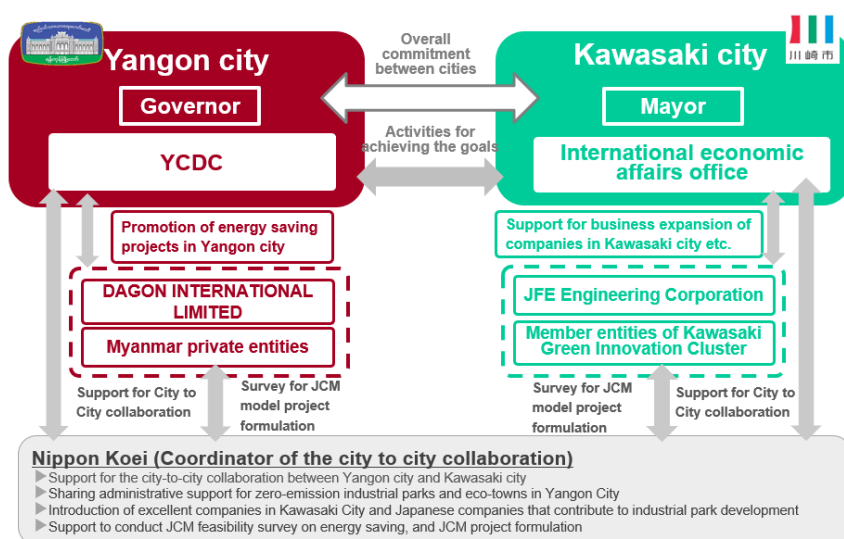 Yangon city
Governor
YCDC
Overall
commitment
between cities
Activities for
achieving the goals
Kawasaki city
川崎市
Mayor
International economic
affairs office
Promotion of energy saving
projects in Yangon city
Support for business expansion of
companies in Kawasaki city etc.
DAGON INTERNATIONAL
LIMITED
Myanmar private entities
JFE Engineering Corporation
Member entities of Kawasaki
Green Innovation Cluster
Support for City to
City collaboration
Survey for JCM
model project
formulation
Survey for JCM
model project
formulation
Support for City to
City collaboration
Nippon Koei (Coordinator of the city to city collaboration)
Support for the city-to-city collaboration between Yangon city and Kawasaki city
Sharing administrative support for zero-emission industrial parks and eco-towns in Yangon City
Introduction of excellent companies in Kawasaki City and Japanese companies that contribute to industrial park development
Support to conduct JCM feasibility survey on energy saving, and JCM project formulation